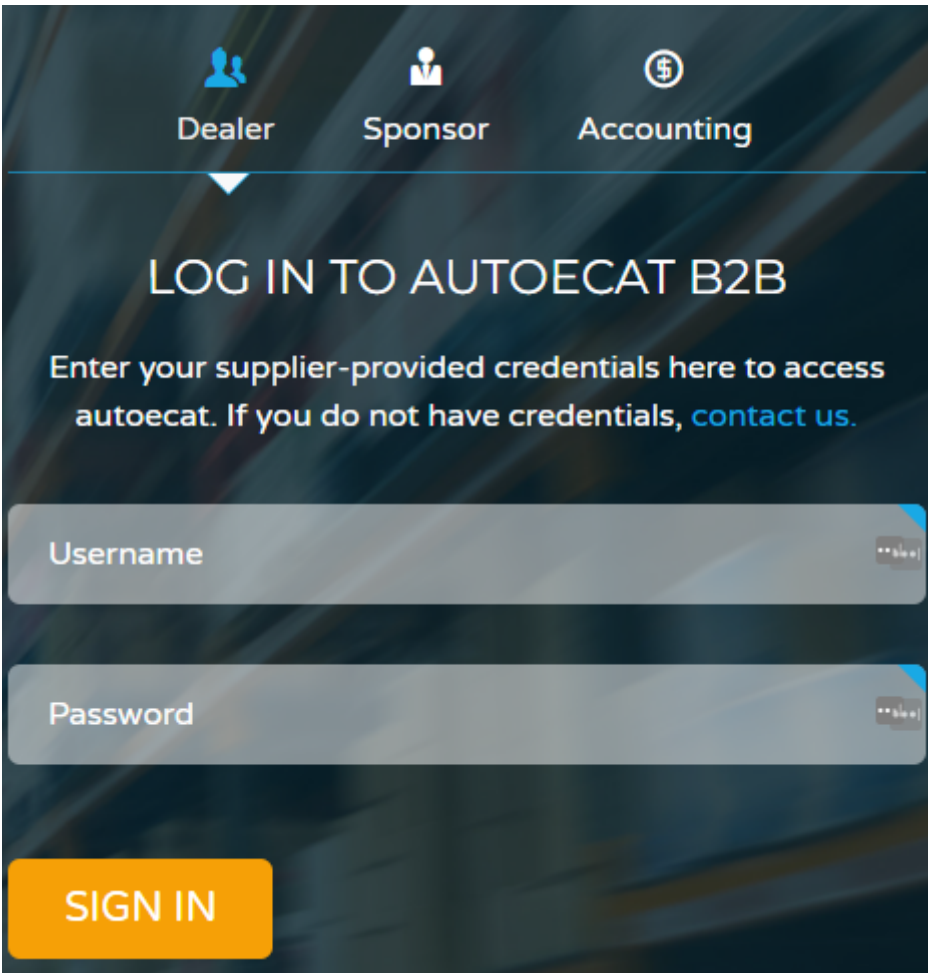 Dealer Sponsor Accounting
LOG IN TO AUTOECAT B2B
Enter your supplier-provided credentials here to access
autoecat. If you do not have credentials, contact us.
Username
Password
SIGN IN